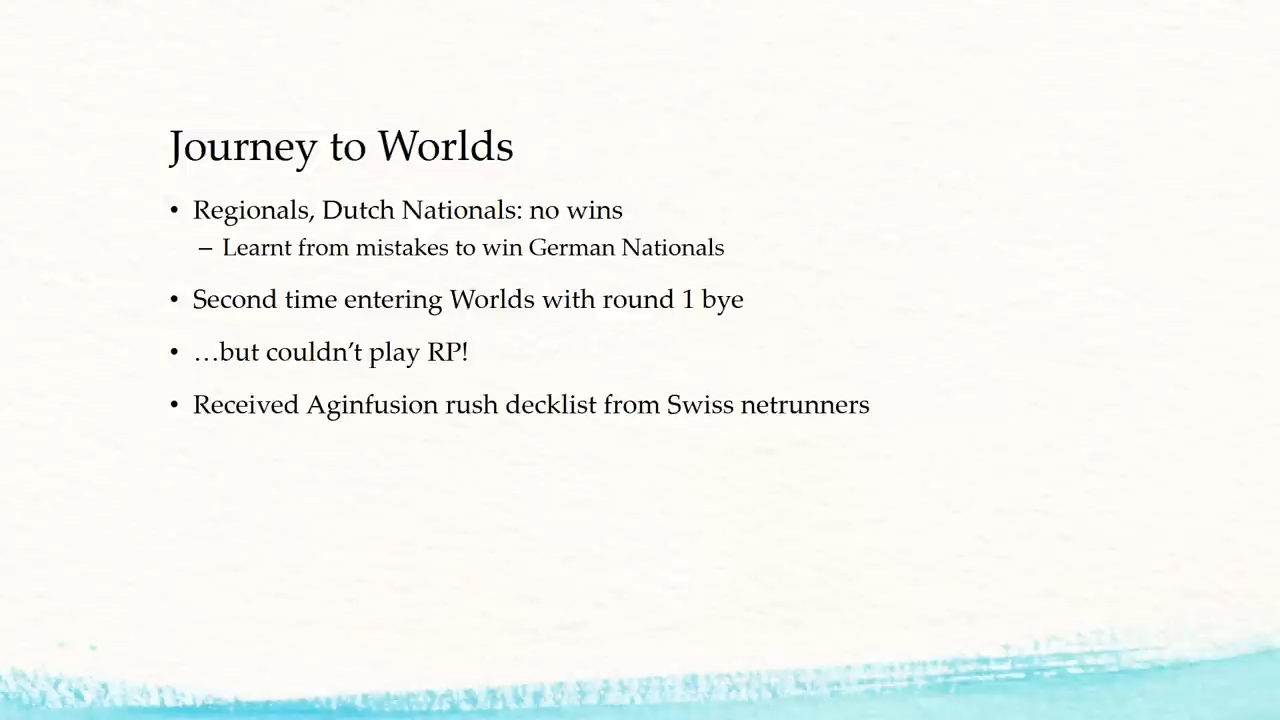 Journey to Worlds
• Regionals, Dutch Nationals: no wins
– Learnt from mistakes to win German Nationals
• Second time entering Worlds with round 1 bye
• …but couldn’t play RP!
• Received Aginfusion rush decklist from Swiss netrunners